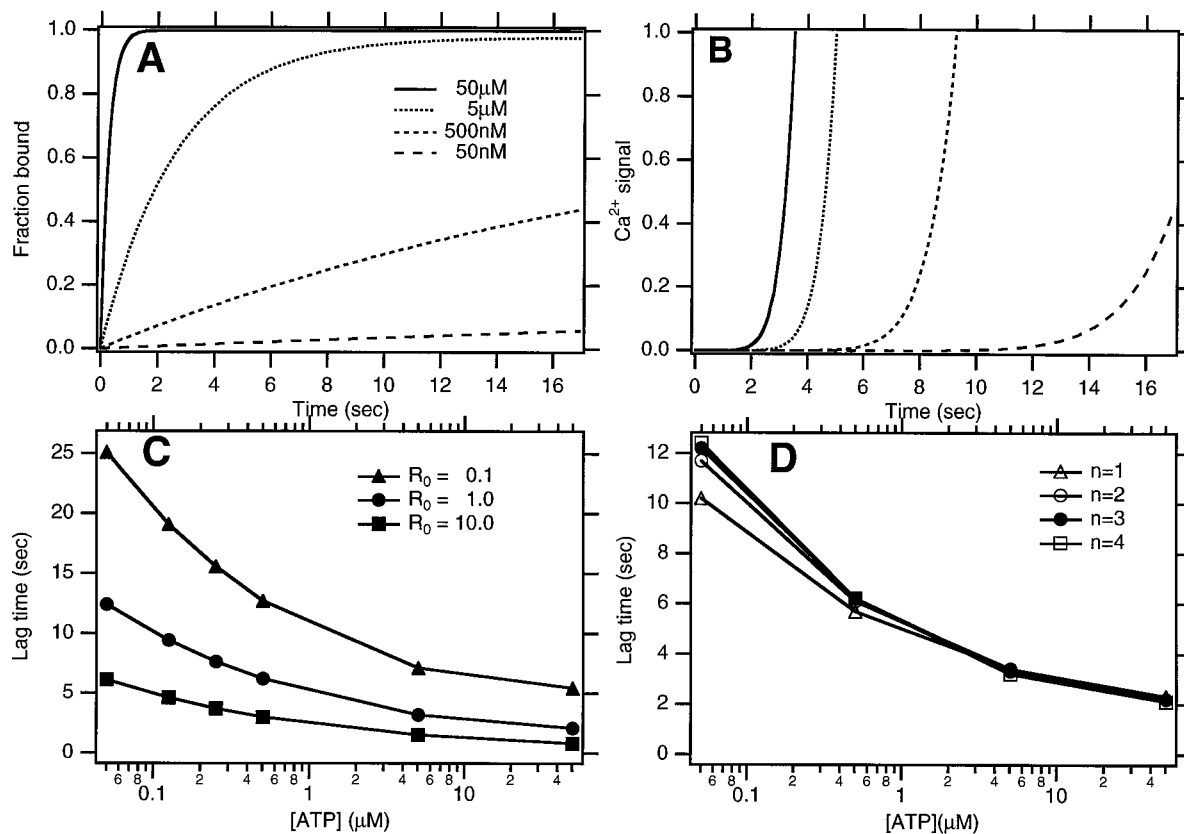 A
1.0
0.8
0.6
0.4
0.2
0.0
Fraction bound
50μM
5μM
500nM
50nM
0 2 4 6 8 10 12 14 16
Time (sec)
B
1.0
0.8
0.6
0.4
0.2
0.0
Ca²⁺ signal
0 2 4 6 8 10 12 14 16
Time (sec)
C
25
20
15
10
5
0
Lag time (sec)
R₀ = 0.1
R₀ = 1.0
R₀ = 10.0
6 8 0.1 2 4 6 8 1 2 4 6 8 10 2 4
[ATP] (μM)
D
12
10
8
6
4
2
0
Lag time (sec)
n=1
n=2
n=3
n=4
6 8 0.1 2 4 6 8 1 2 4 6 8 10 2 4
[ATP](μM)